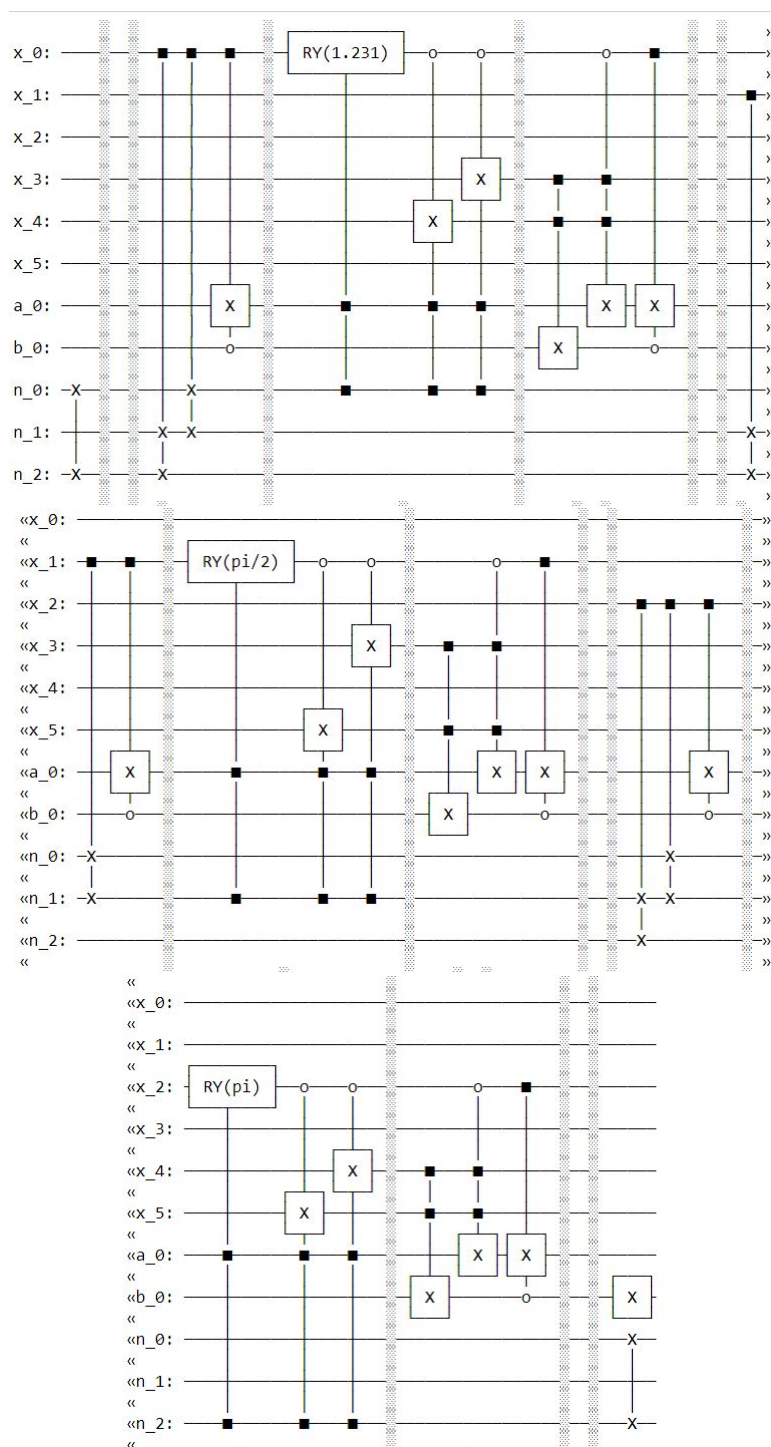 »
x_0: RY(1.231) o o o »
»
x_1: »
»
x_2: »
»
x_3: X »
»
x_4: X »
»
x_5: »
»
a_0: X X X »
»
b_0: o X o »
»
n_0: X X »
»
n_1: X X X »
»
n_2: X X X »
»
«x_0: »
« »
«x_1: RY(pi/2) o o o »
« »
«x_2: »
« »
«x_3: X »
« »
«x_4: »
« »
«x_5: X »
« »
«a_0: X X X X »
« »
«b_0: o X o o »
« »
«n_0: X X »
« »
«n_1: X X X »
« »
«n_2: X »
« »
«
«x_0:
«
«x_1:
«
«x_2: RY(pi) o o o
«
«x_3:
«
«x_4: X
«
«x_5: X
«
«a_0: X X
«
«b_0: X o X
«
«n_0: X
«
«n_1:
«
«n_2: X
«